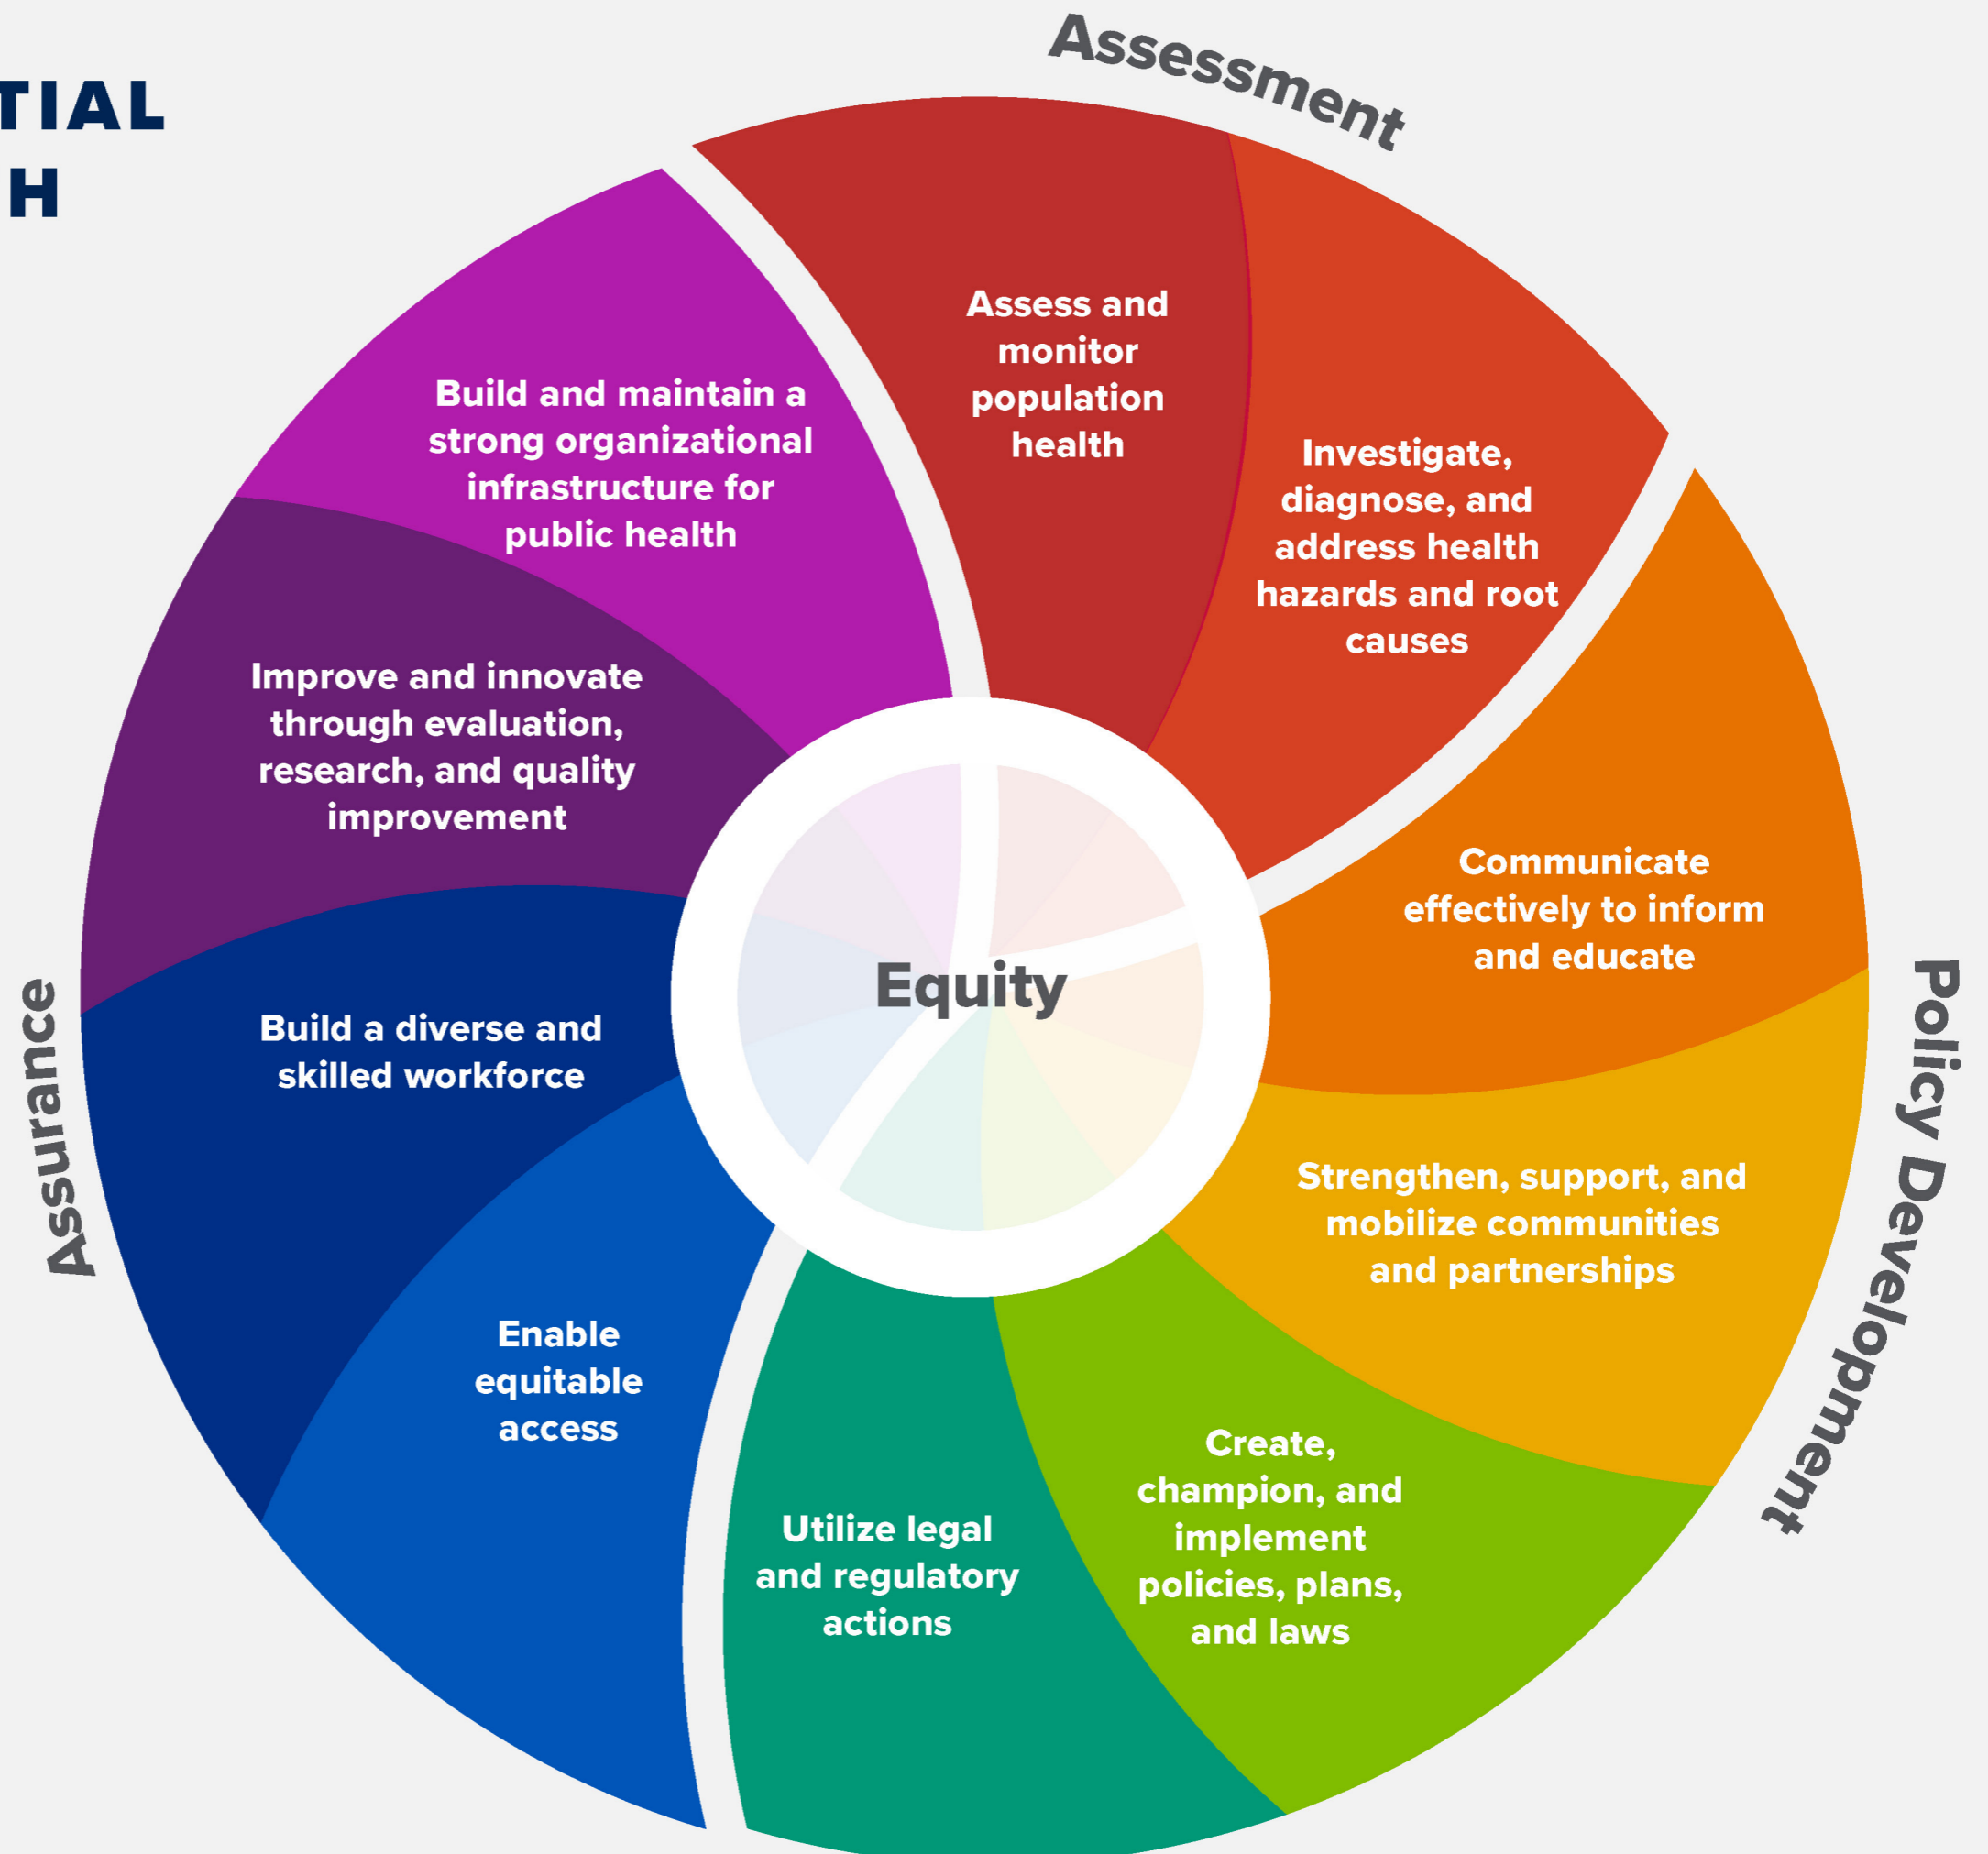 TIAL
H
Assessment
Assess and
monitor
population
health
Investigate,
diagnose, and
address health
hazards and root
causes
Communicate
effectively to inform
and educate
Policy Development
Strengthen, support, and
mobilize communities
and partnerships
Create,
champion, and
implement
policies, plans,
and laws
Utilize legal
and regulatory
actions
Enable
equitable
access
Assurance
Build a diverse and
skilled workforce
Improve and innovate
through evaluation,
research, and quality
improvement
Build and maintain a
strong organizational
infrastructure for
public health
Equity